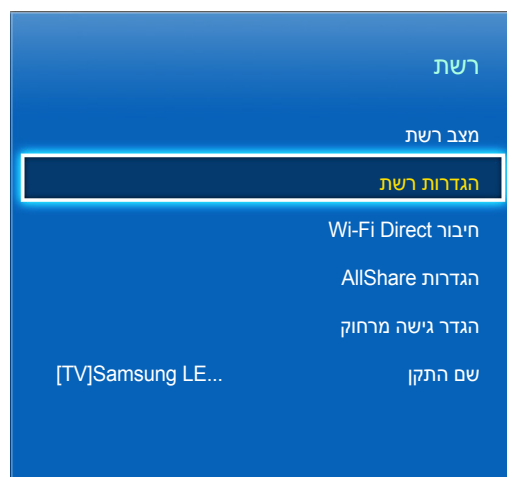 רשת
מצב רשת
הגדרות רשת
חיבור Wi-Fi Direct
הגדרות AllShare
הגדר גישה מרחוק
שם התקן [TV]Samsung LE...